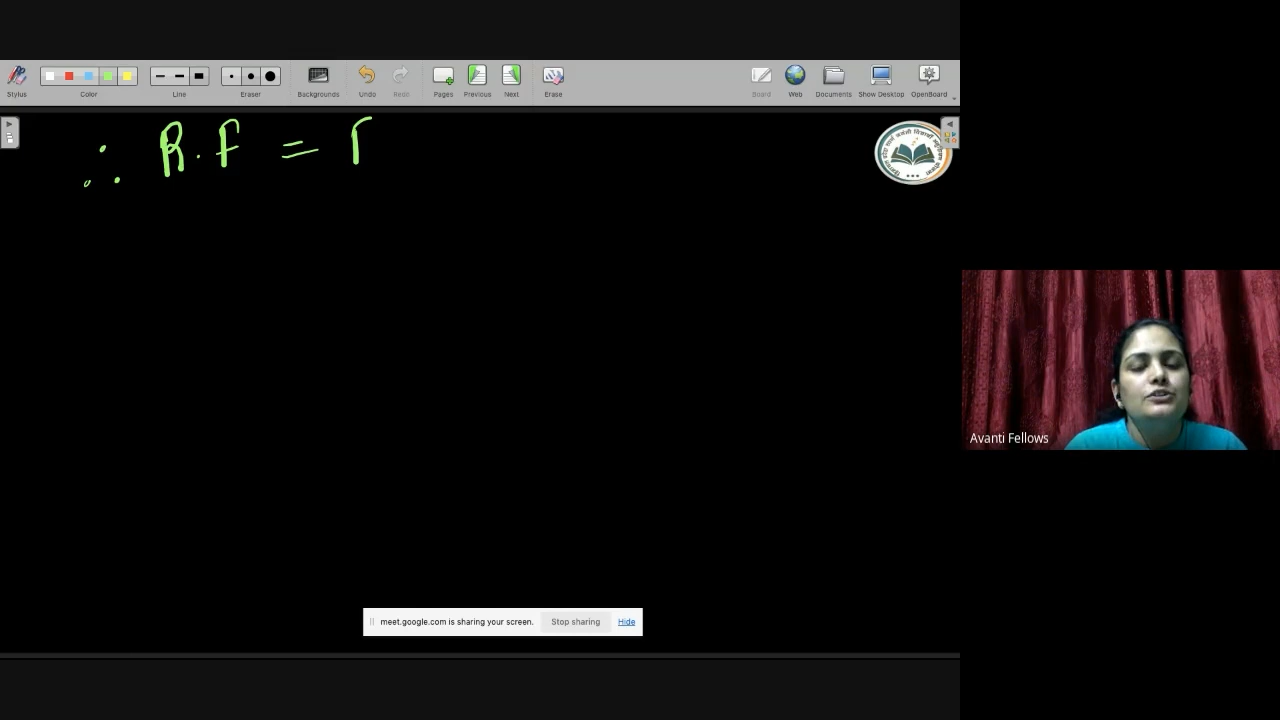 Stylus Color Line Eraser Backgrounds Undo Redo Pages Previous Next Erase Board Web Documents Show Desktop OpenBoard
∴ R.F =
Avanti Fellows
meet.google.com is sharing your screen. Stop sharing Hide